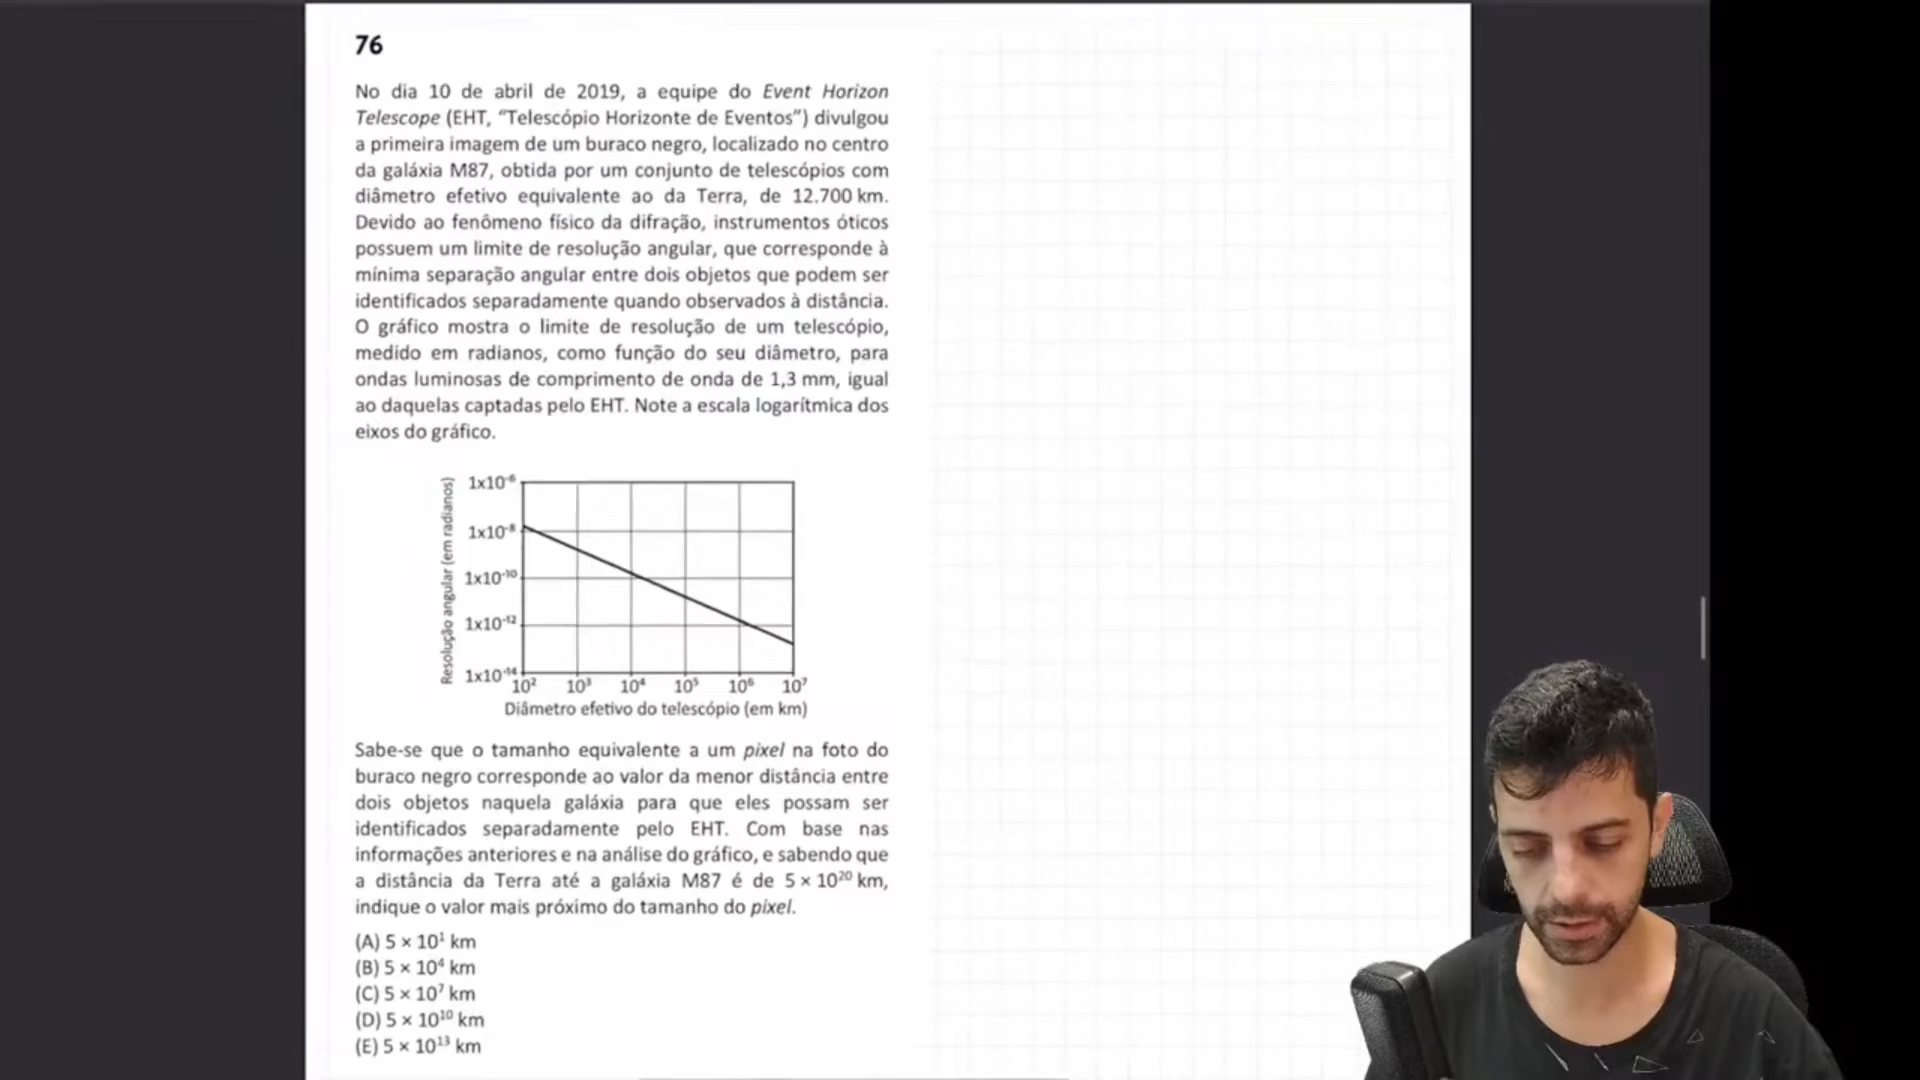 76
No dia 10 de abril de 2019, a equipe do Event Horizon
Telescope (EHT, “Telescópio Horizonte de Eventos”) divulgou
a primeira imagem de um buraco negro, localizado no centro
da galáxia M87, obtida por um conjunto de telescópios com
diâmetro efetivo equivalente ao da Terra, de 12.700 km.
Devido ao fenômeno físico da difração, instrumentos óticos
possuem um limite de resolução angular, que corresponde à
mínima separação angular entre dois objetos que podem ser
identificados separadamente quando observados à distância.
O gráfico mostra o limite de resolução de um telescópio,
medido em radianos, como função do seu diâmetro, para
ondas luminosas de comprimento de onda de 1,3 mm, igual
ao daquelas captadas pelo EHT. Note a escala logarítmica dos
eixos do gráfico.
Resolução angular (em radianos)
1x10⁻⁶
1x10⁻⁸
1x10⁻¹⁰
1x10⁻¹²
1x10⁻¹⁴
10² 10³ 10⁴ 10⁵ 10⁶ 10⁷
Diâmetro efetivo do telescópio (em km)
Sabe-se que o tamanho equivalente a um pixel na foto do
buraco negro corresponde ao valor da menor distância entre
dois objetos naquela galáxia para que eles possam ser
identificados separadamente pelo EHT. Com base nas
informações anteriores e na análise do gráfico, e sabendo que
a distância da Terra até a galáxia M87 é de 5 × 10²⁰ km,
indique o valor mais próximo do tamanho do pixel.
(A) 5 × 10¹ km
(B) 5 × 10⁴ km
(C) 5 × 10⁷ km
(D) 5 × 10¹⁰ km
(E) 5 × 10¹³ km